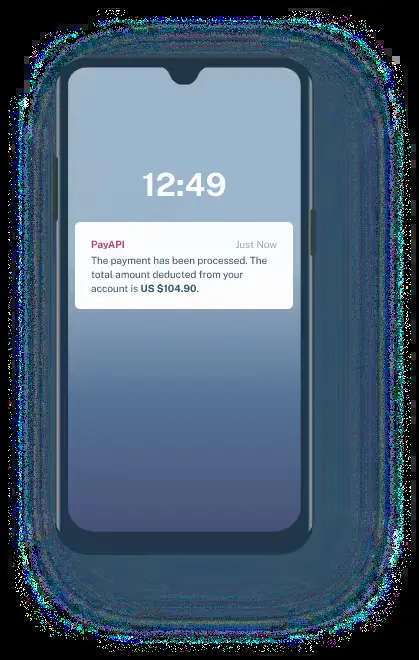 12:49
PayAPI Just Now
The payment has been processed. The
total amount deducted from your
account is US $104.90.